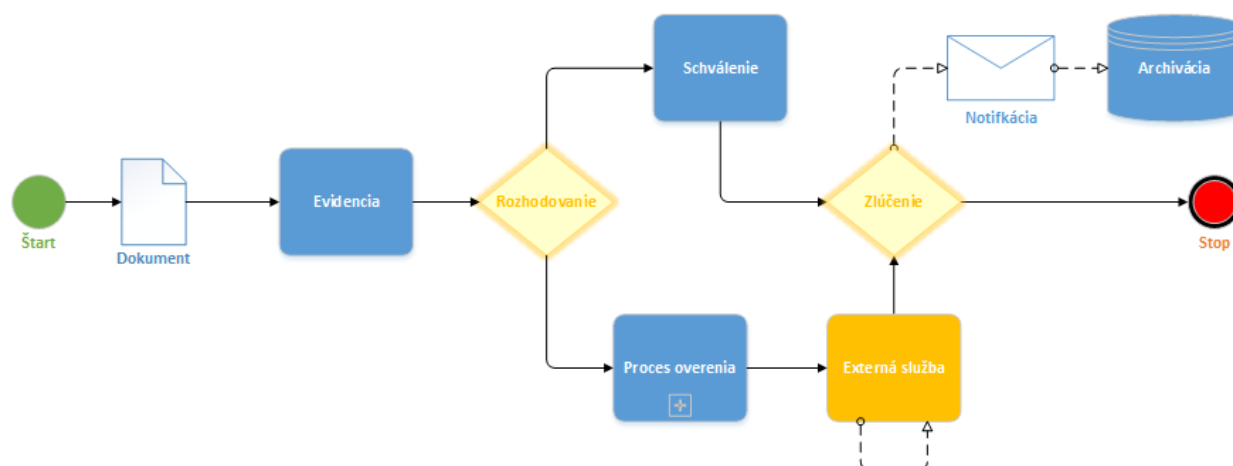 Štart
Dokument
Evidencia
Rozhodovanie
Schválenie
Proces overenia
Externá služba
Zlúčenie
Notifkácia
Archivácia
Stop